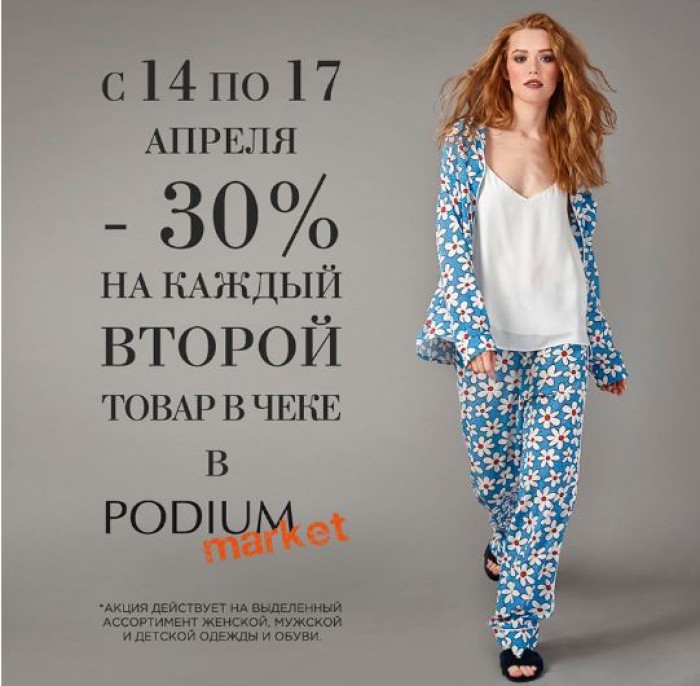 С 14 ПО 17
АПРЕЛЯ
- 30%
НА КАЖДЫЙ
ВТОРОЙ
ТОВАР В ЧЕКЕ
В
PODIUM
market
*АКЦИЯ ДЕЙСТВУЕТ НА ВЫДЕЛЕННЫЙ
АССОРТИМЕНТ ЖЕНСКОЙ, МУЖСКОЙ
И ДЕТСКОЙ ОДЕЖДЫ И ОБУВИ.